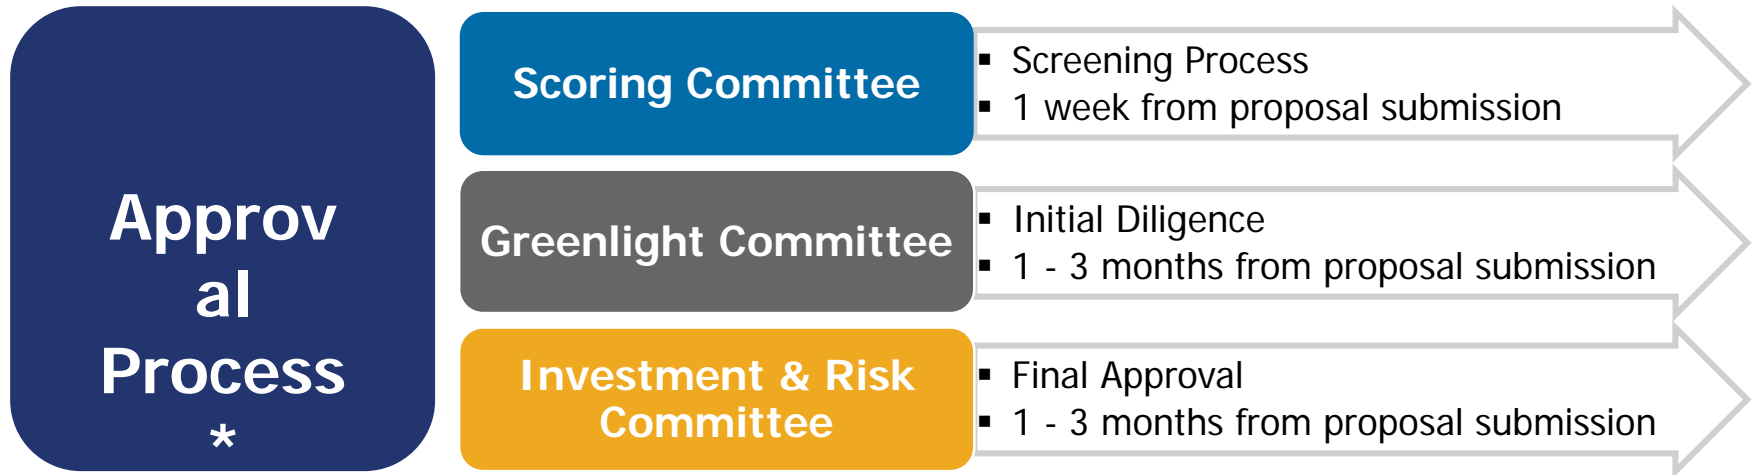 Approv
al
Process
*
Scoring Committee
▪ Screening Process
▪ 1 week from proposal submission
Greenlight Committee
▪ Initial Diligence
▪ 1 - 3 months from proposal submission
Investment & Risk
Committee
▪ Final Approval
▪ 1 - 3 months from proposal submission